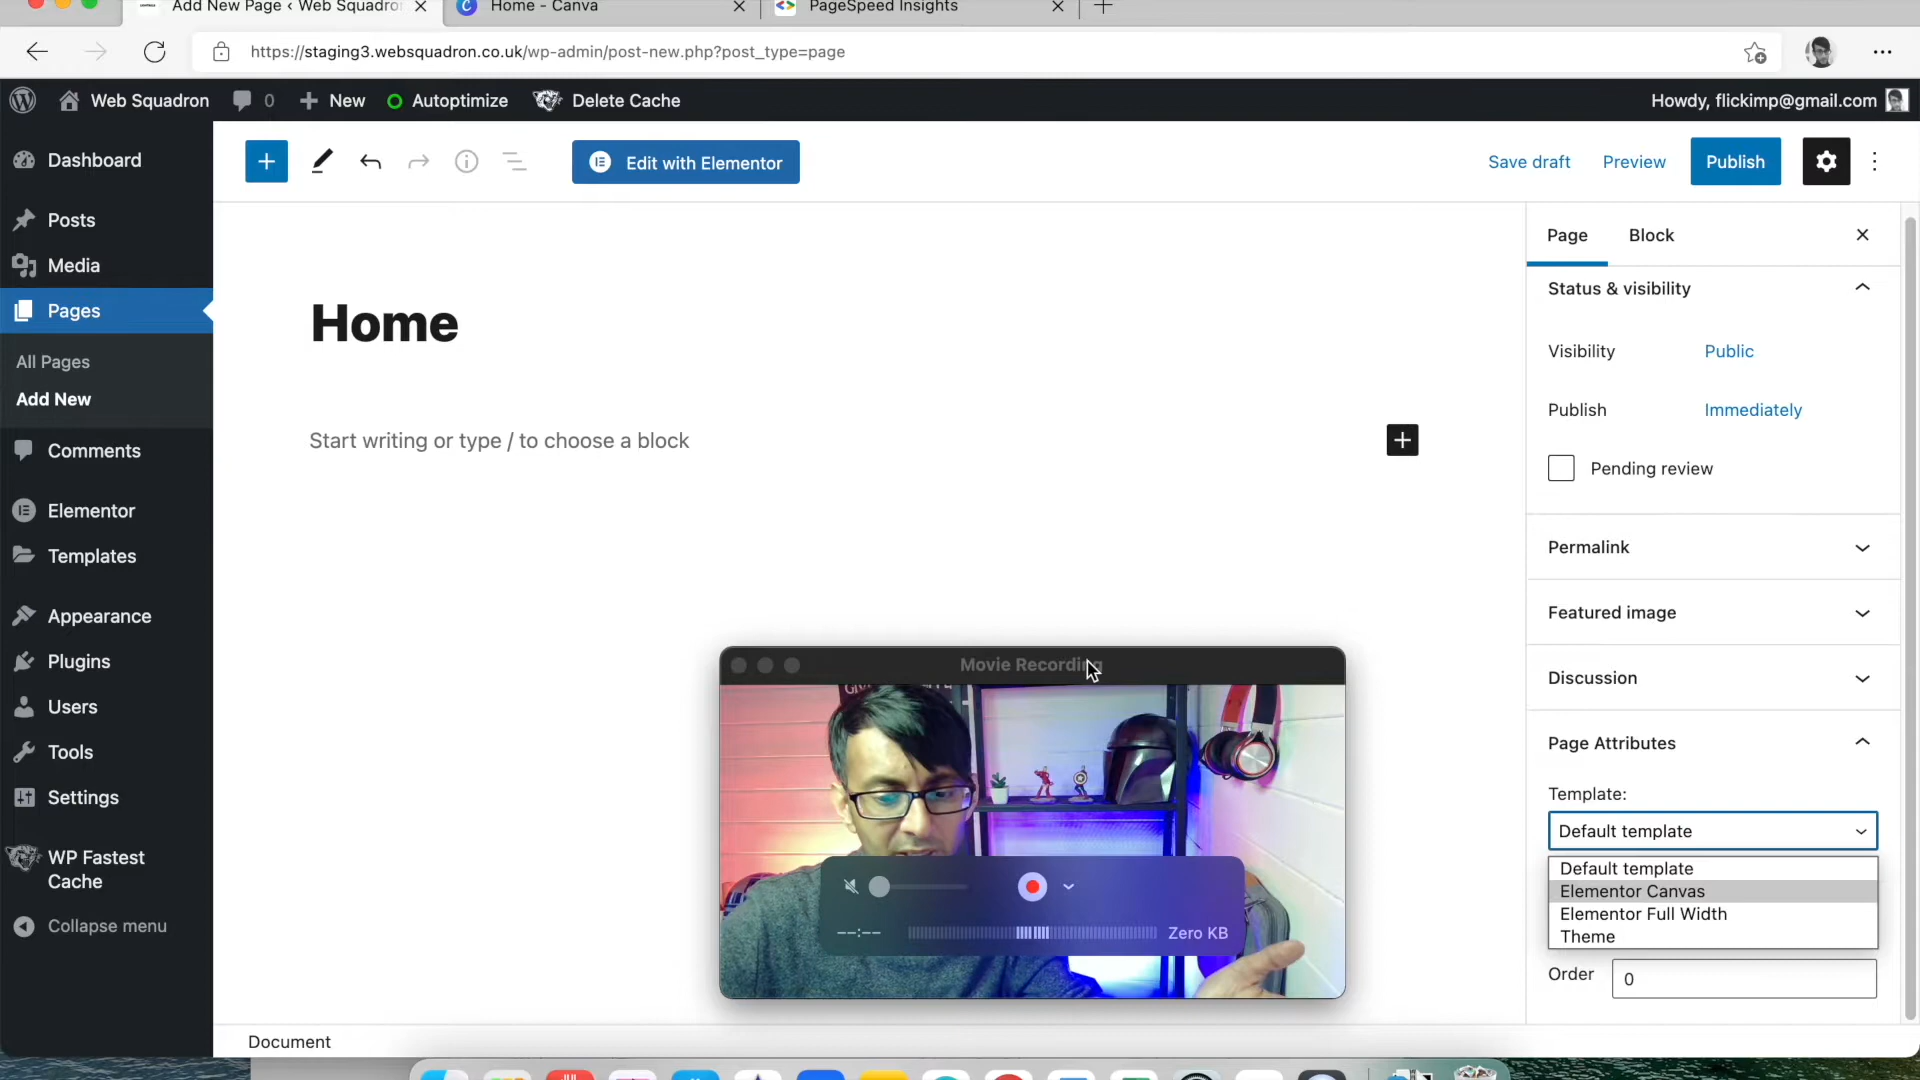 Add New Page ‹ Web Squadron
Home - Canva
PageSpeed Insights
https://staging3.websquadron.co.uk/wp-admin/post-new.php?post_type=page
Web Squadron
0
New
Autoptimize
Delete Cache
Howdy, flickimp@gmail.com
Dashboard
Posts
Media
Pages
All Pages
Add New
Comments
Elementor
Templates
Appearance
Plugins
Users
Tools
Settings
WP Fastest
Cache
Collapse menu
Edit with Elementor
Save draft
Preview
Publish
Home
Start writing or type / to choose a block
Page
Block
Status & visibility
Visibility
Public
Publish
Immediately
Pending review
Permalink
Featured image
Discussion
Page Attributes
Template:
Default template
Default template
Elementor Canvas
Elementor Full Width
Theme
Order
0
Movie Recording
--:--
Zero KB
Document